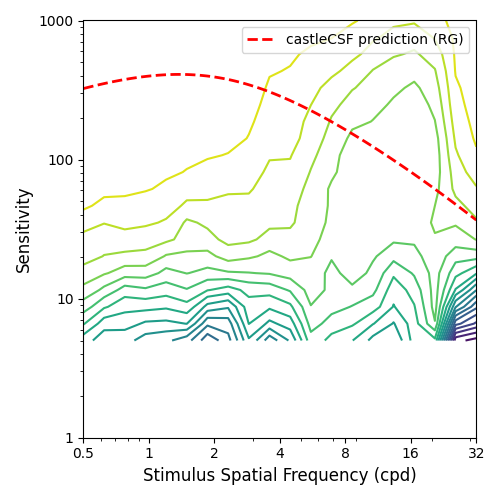 castleCSF prediction (RG)
Sensitivity
1000
100
10
1
0.5 1 2 4 8 16 32
Stimulus Spatial Frequency (cpd)